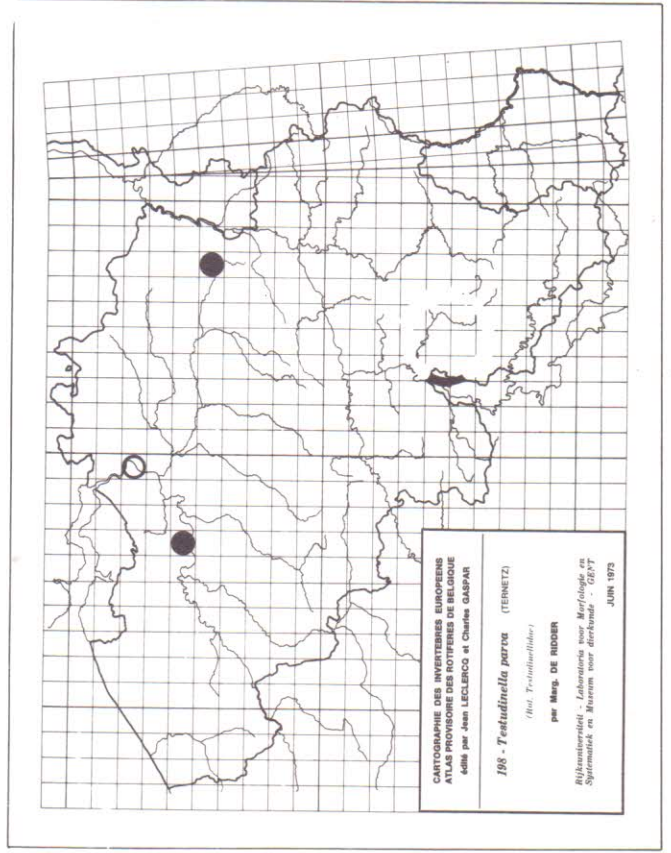 CARTOGRAPHIE DES INVERTEBRES EUROPEENS
ATLAS PROVISOIRE DES ROTIFERES DE BELGIQUE
édité par Jean LECLERCQ et Charles GASPAR
198 - Testudinella parva (TERNETZ)
(Rot. Testudinellidae)
par Marg. DE RIDDER
Rijksuniversiteit - Laboratoria voor Morfologie en
Systematiek en Museum voor dierkunde - GENT
JUIN 1973